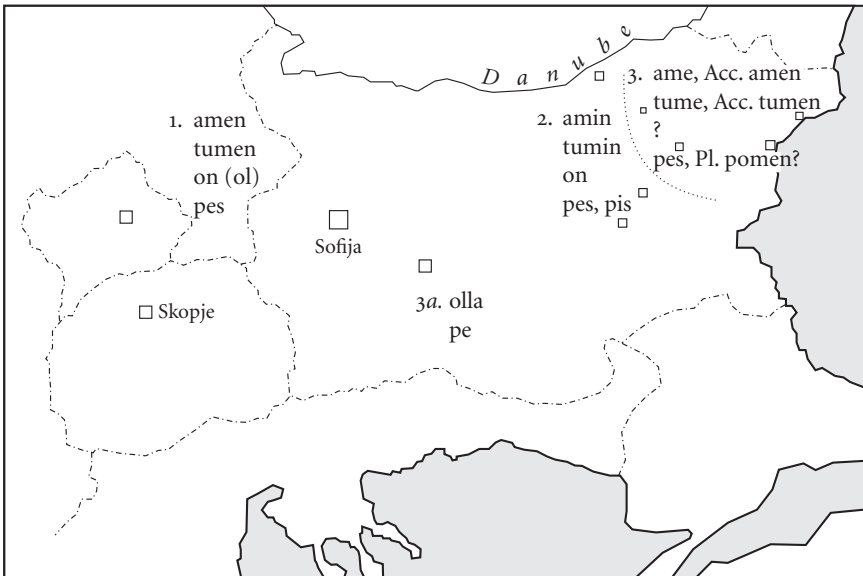 Danube
1. amen
tumen
on (ol)
pes
2. amin
tumin
on
pes, pis
3. ame, Acc. amen
tume, Acc. tumen
?
pes, Pl. pomen?
Sofija
3a. olla
pe
Skopje